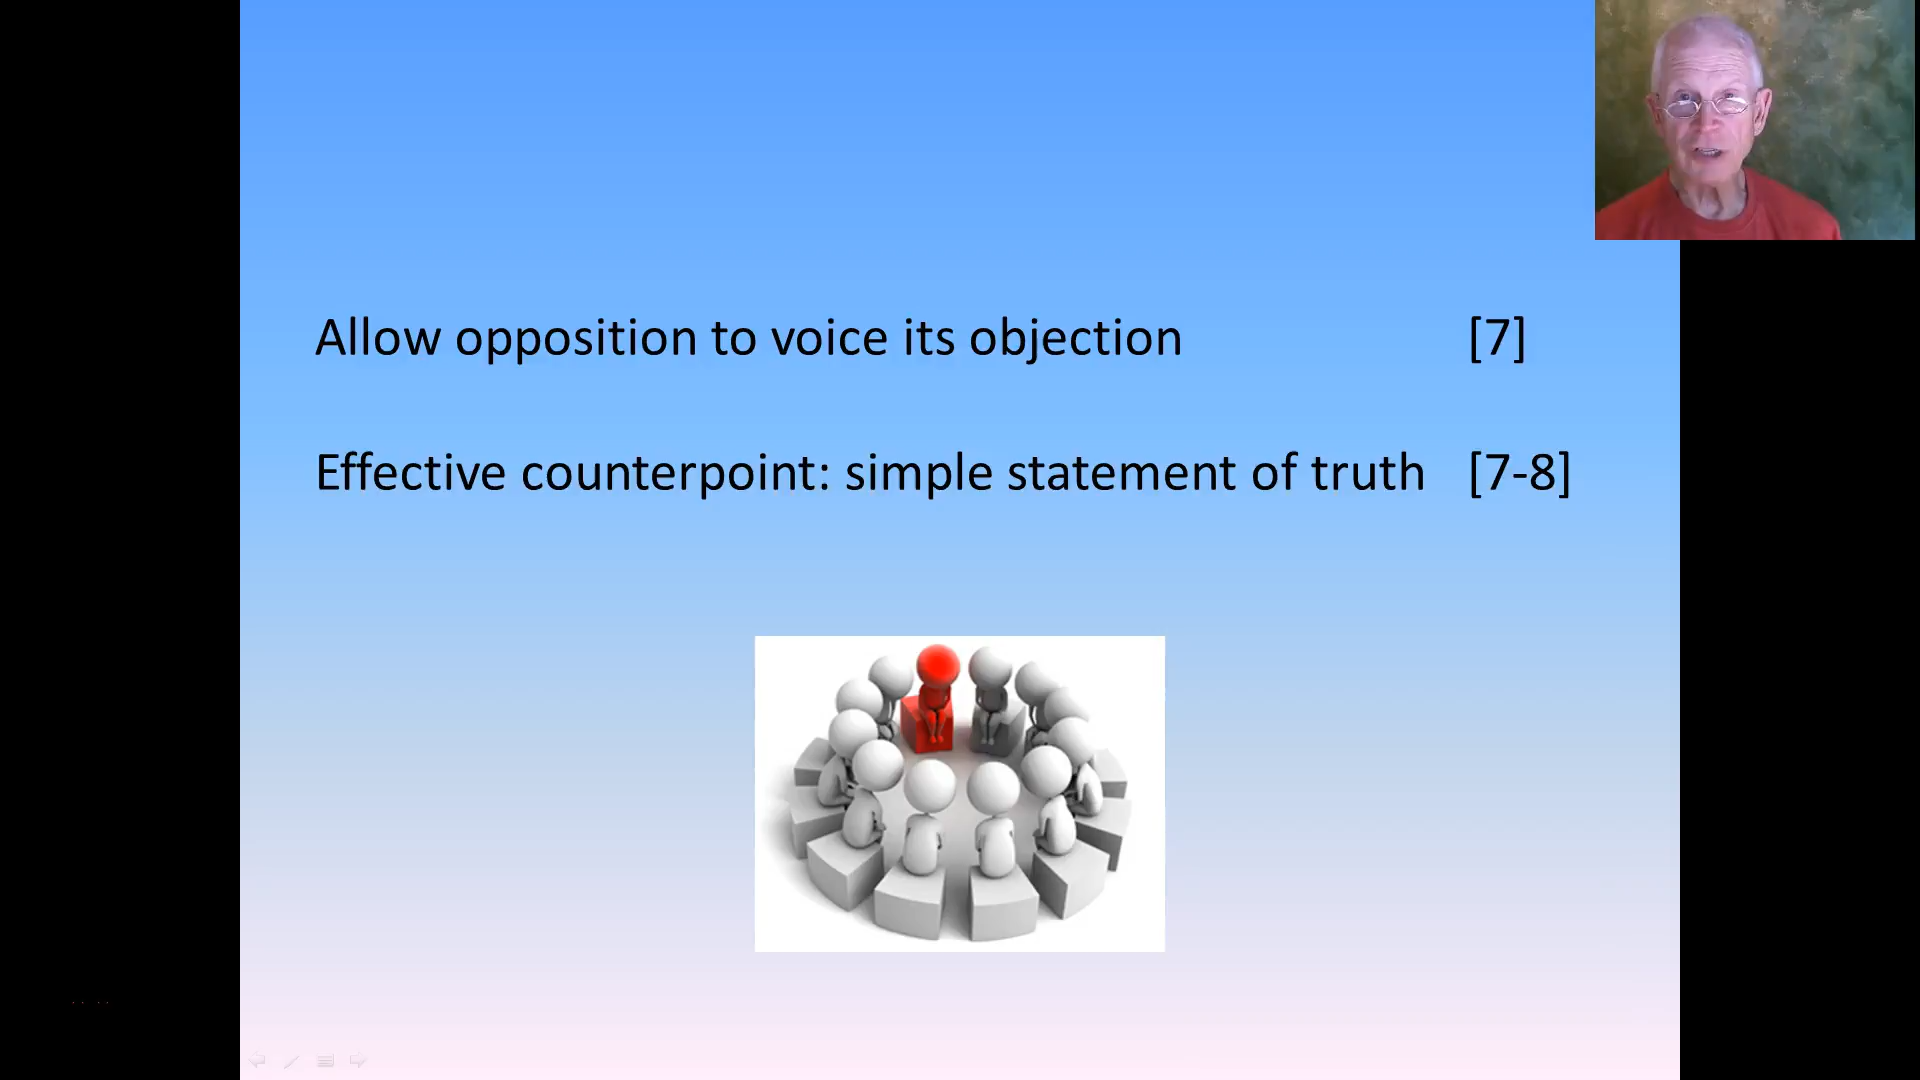 Allow opposition to voice its objection [7]
Effective counterpoint: simple statement of truth [7-8]